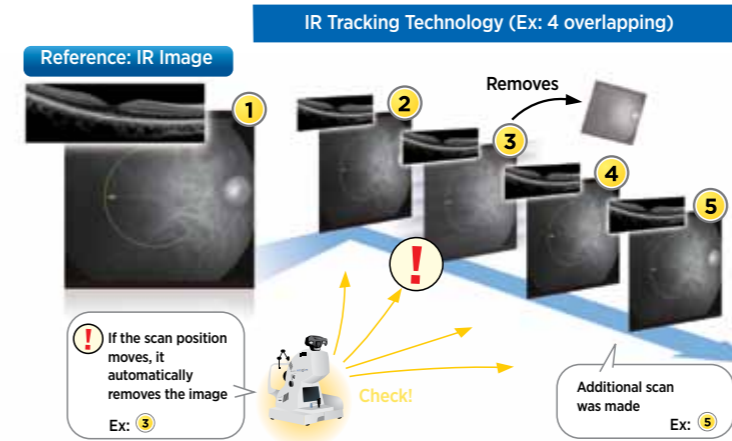 IR Tracking Technology (Ex: 4 overlapping)
Reference: IR Image
Removes
1
2
3
4
5
!
! If the scan position
moves, it
automatically
removes the image
Ex: 3
Check!
Additional scan
was made
Ex: 5